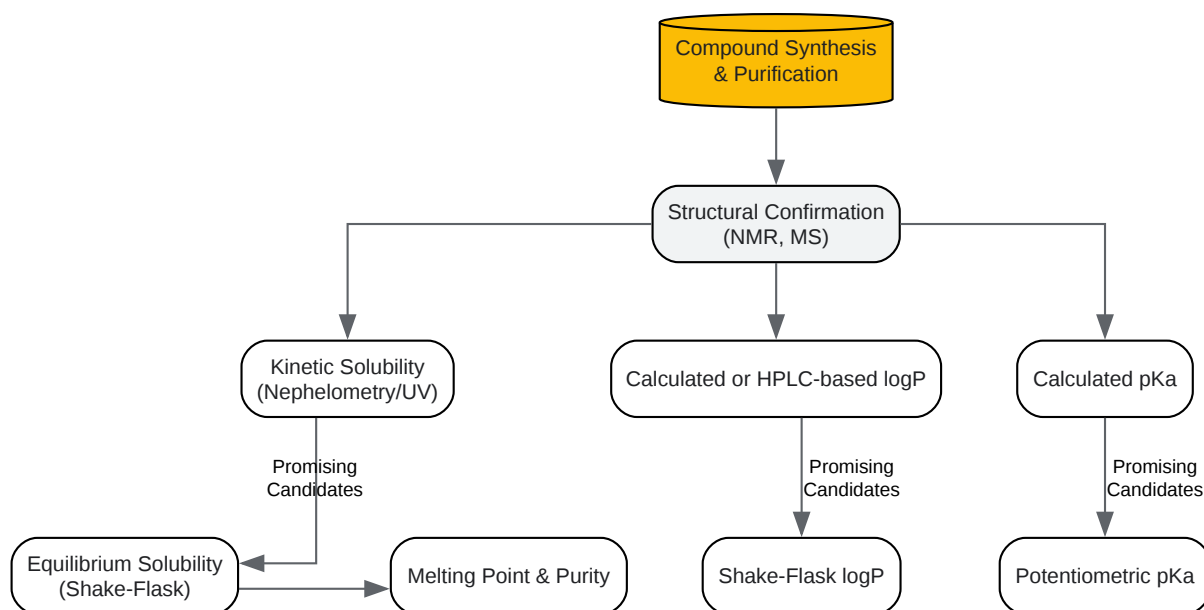 Compound Synthesis
& Purification
Structural Confirmation
(NMR, MS)
Kinetic Solubility
(Nephelometry/UV)
Calculated or HPLC-based logP
Calculated pKa
Promising
Candidates
Promising
Candidates
Promising
Candidates
Equilibrium Solubility
(Shake-Flask)
Melting Point & Purity
Shake-Flask logP
Potentiometric pKa